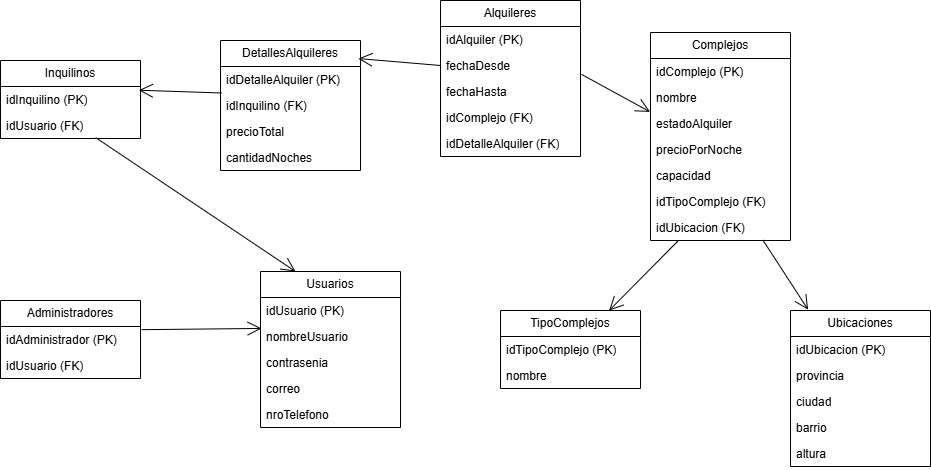 Alquileres
idAlquiler (PK)
fechaDesde
fechaHasta
idComplejo (FK)
idDetalleAlquiler (FK)
Complejos
idComplejo (PK)
nombre
estadoAlquiler
precioPorNoche
capacidad
idTipoComplejo (FK)
idUbicacion (FK)
DetallesAlquileres
idDetalleAlquiler (PK)
idInquilino (FK)
precioTotal
cantidadNoches
Inquilinos
idInquilino (PK)
idUsuario (FK)
Usuarios
idUsuario (PK)
nombreUsuario
contrasenia
correo
nroTelefono
Administradores
idAdministrador (PK)
idUsuario (FK)
TipoComplejos
idTipoComplejo (PK)
nombre
Ubicaciones
idUbicacion (PK)
provincia
ciudad
barrio
altura